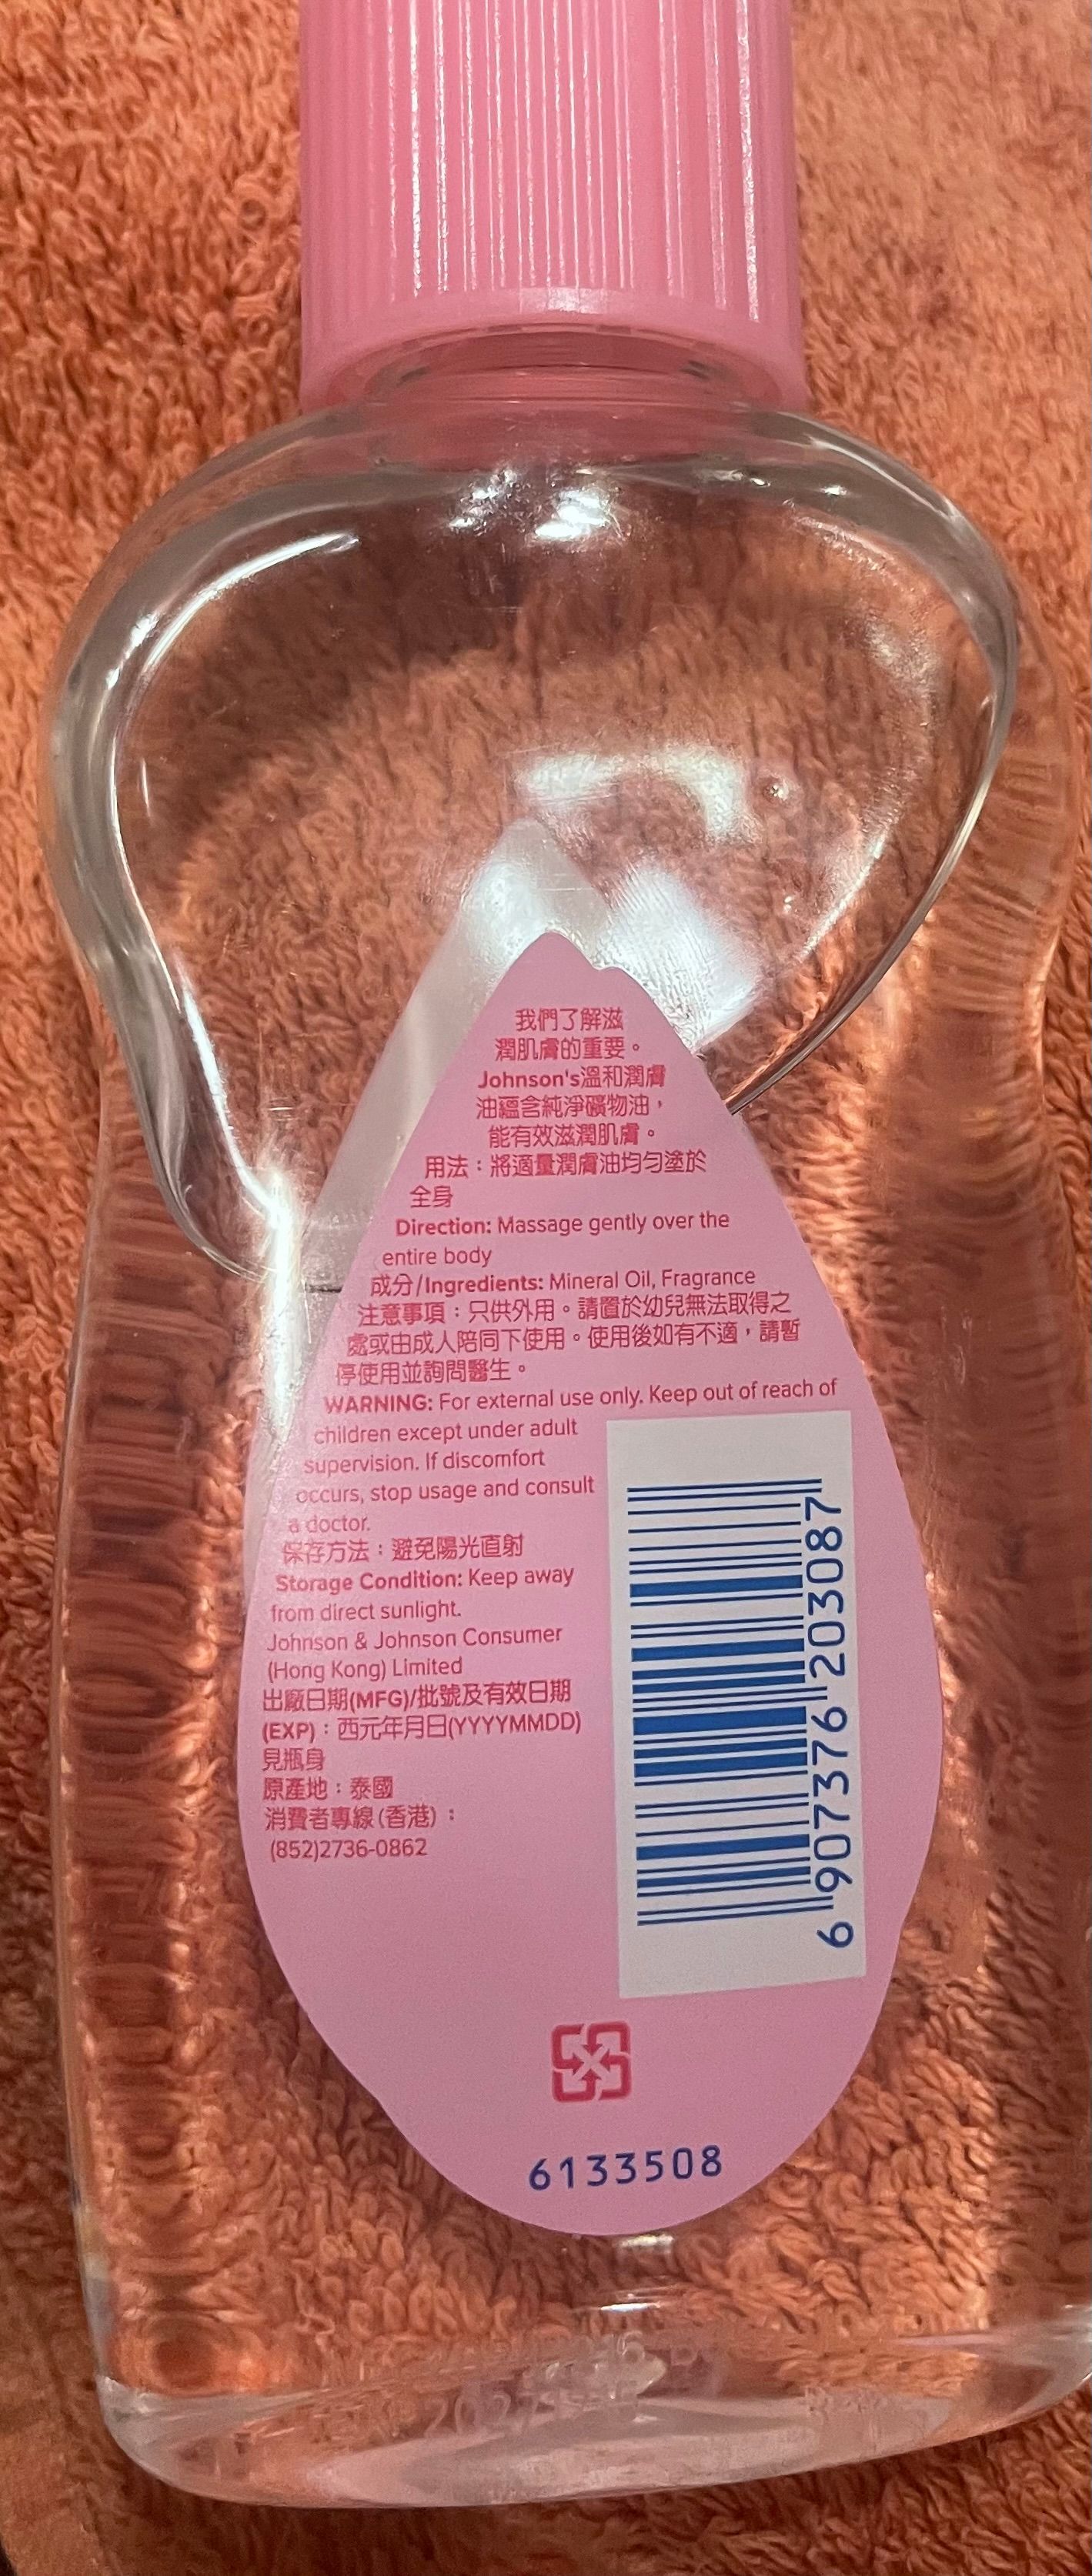 我們了解滋
潤肌膚的重要。
Johnson's溫和潤膚
油蘊含純淨礦物油，
能有效滋潤肌膚。
用法：將適量潤膚油均勻塗於
全身
Direction: Massage gently over the
entire body
成分/Ingredients: Mineral Oil, Fragrance
注意事項：只供外用。請置於幼兒無法取得之
處或由成人陪同下使用。使用後如有不適，請暫
停使用並詢問醫生。
WARNING: For external use only. Keep out of reach of
children except under adult
supervision. If discomfort
occurs, stop usage and consult
a doctor.
保存方法：避免陽光直射
Storage Condition: Keep away
from direct sunlight.
Johnson & Johnson Consumer
(Hong Kong) Limited
出廠日期(MFG)/批號及有效日期
(EXP)：西元年月日(YYYYMMDD)
見瓶身
原產地：泰國
消費者專線(香港)：
(852)2736-0862
6 907376 203087
6133508